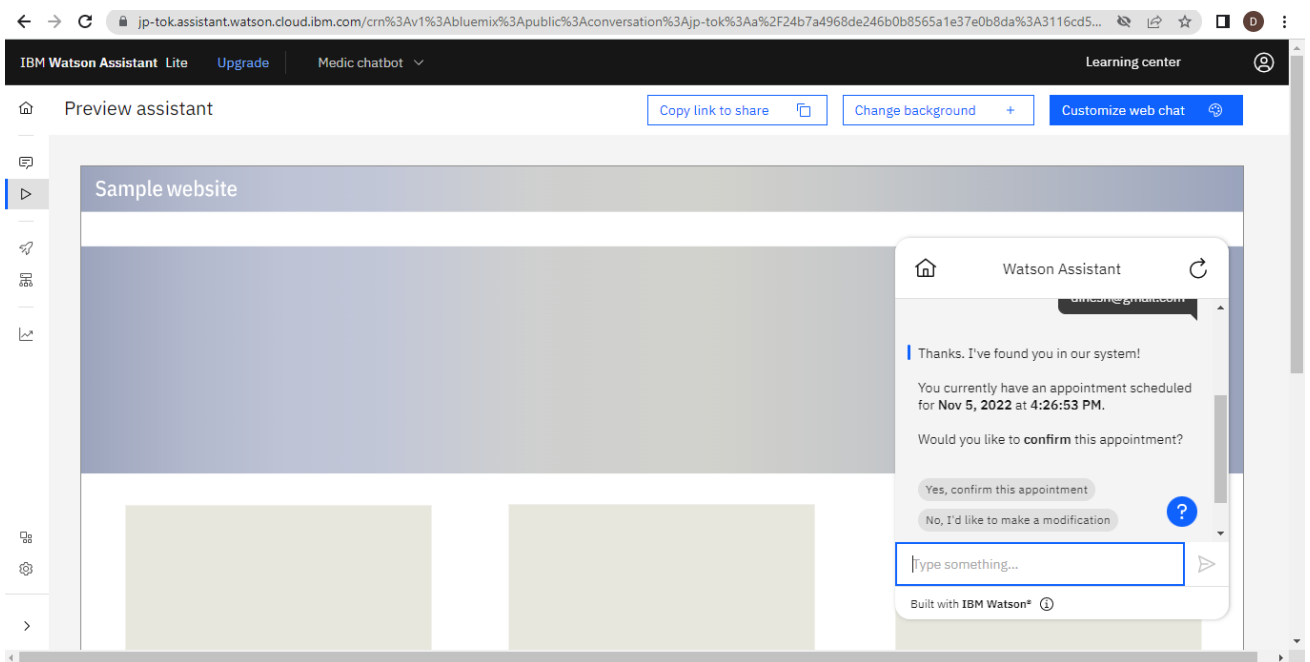 jp-tok.assistant.watson.cloud.ibm.com/crn%3Av1%3Abluemix%3Apublic%3Aconversation%3Ajp-tok%3Aa%2F24b7a4968de246b0b8565a1e37e0b8da%3A3116cd5...
D
IBM Watson Assistant Lite Upgrade Medic chatbot Learning center
Preview assistant Copy link to share Change background + Customize web chat
Sample website
Watson Assistant
dinesh@gmail.com
Thanks. I've found you in our system!
You currently have an appointment scheduled
for Nov 5, 2022 at 4:26:53 PM.
Would you like to confirm this appointment?
Yes, confirm this appointment
?
No, I'd like to make a modification
Type something...
Built with IBM Watson®